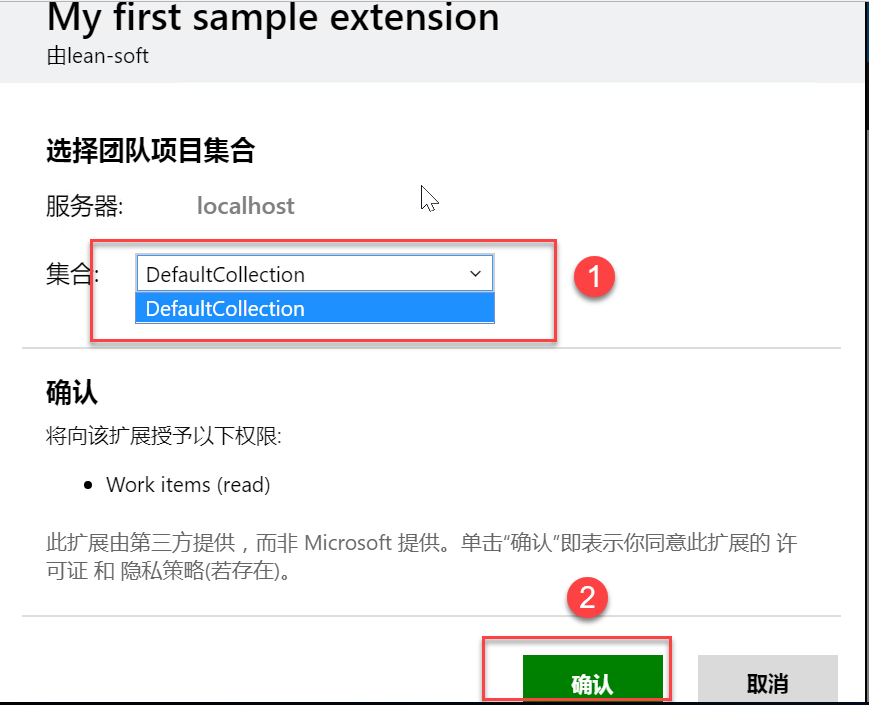 My first sample extension
由lean-soft
选择团队项目集合
服务器: localhost
集合: DefaultCollection
DefaultCollection
1
确认
将向该扩展授予以下权限:
Work items (read)
此扩展由第三方提供，而非 Microsoft 提供。单击“确认”即表示你同意此扩展的 许
可证 和 隐私策略(若存在)。
2
确认 取消